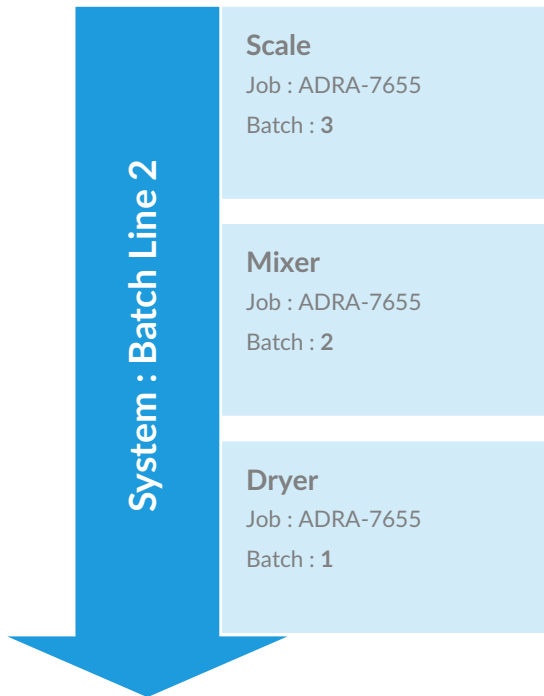 System : Batch Line 2
Scale
Job : ADRA-7655
Batch : 3
Mixer
Job : ADRA-7655
Batch : 2
Dryer
Job : ADRA-7655
Batch : 1